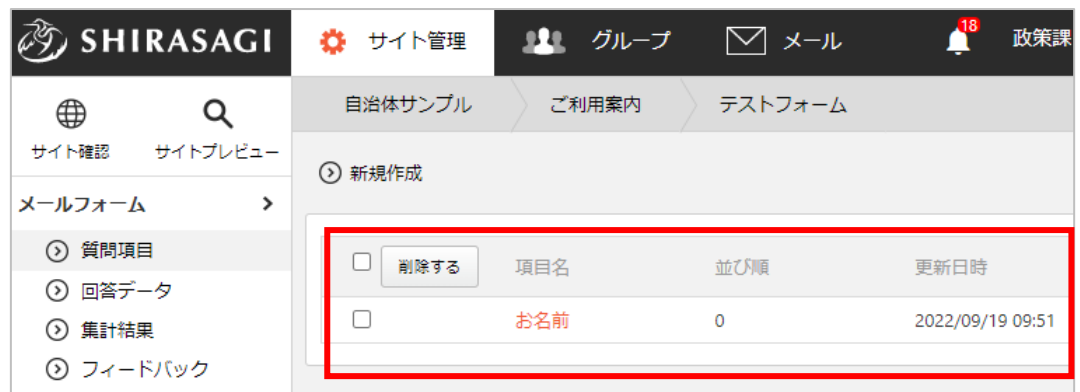 SHIRASAGI
サイト管理
グループ
メール
18
政策課
サイト確認
サイトプレビュー
自治体サンプル
ご利用案内
テストフォーム
新規作成
メールフォーム
質問項目
回答データ
集計結果
フィードバック
削除する 項目名 並び順 更新日時
お名前 0 2022/09/19 09:51